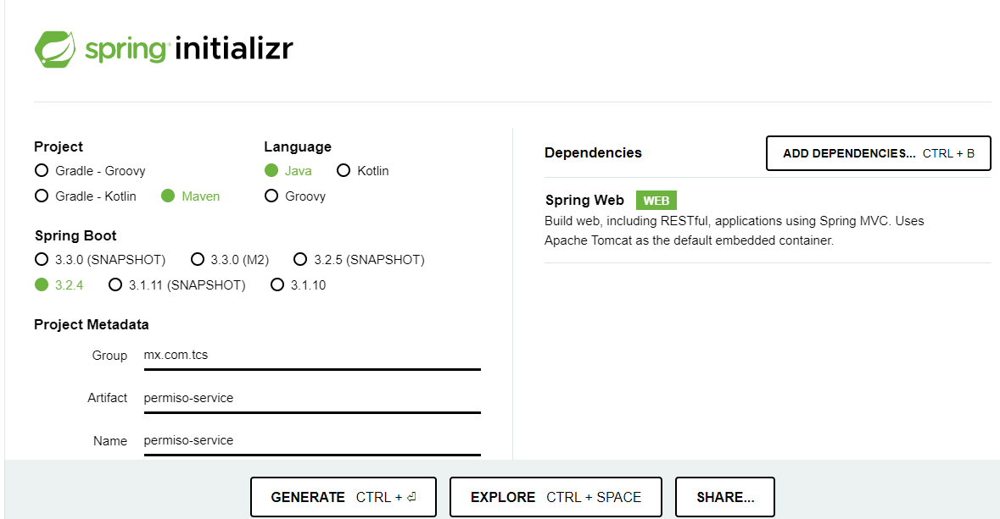 spring initializr
Project
Gradle - Groovy
Gradle - Kotlin Maven
Language
Java Kotlin
Groovy
Spring Boot
3.3.0 (SNAPSHOT) 3.3.0 (M2) 3.2.5 (SNAPSHOT)
3.2.4 3.1.11 (SNAPSHOT) 3.1.10
Project Metadata
Group mx.com.tcs
Artifact permiso-service
Name permiso-service
Dependencies ADD DEPENDENCIES... CTRL + B
Spring Web WEB
Build web, including RESTful, applications using Spring MVC. Uses
Apache Tomcat as the default embedded container.
GENERATE CTRL + ⏎ EXPLORE CTRL + SPACE SHARE...